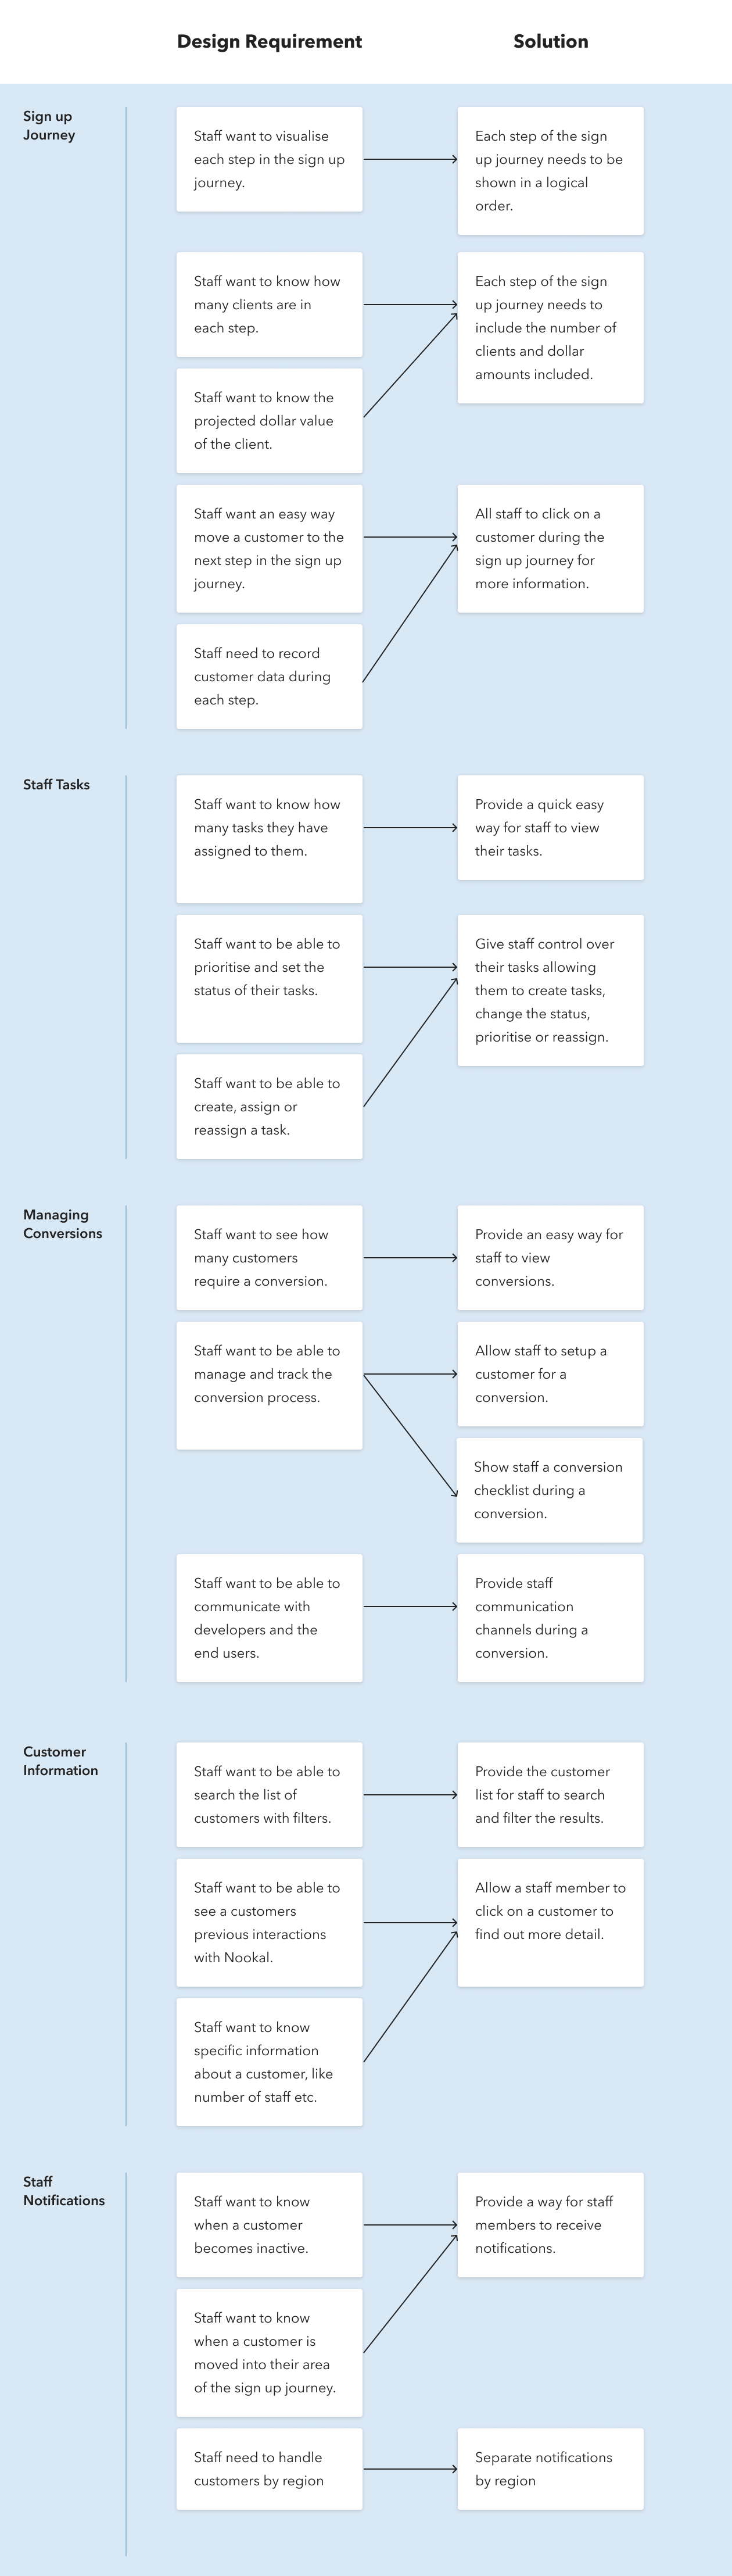 Design Requirement
Solution
Sign up
Journey
Staff want to visualise
each step in the sign up
journey.
Each step of the sign
up journey needs to be
shown in a logical
order.
Staff want to know how
many clients are in
each step.
Each step of the sign
up journey needs to
include the number of
clients and dollar
amounts included.
Staff want to know the
projected dollar value
of the client.
Staff want an easy way
move a customer to the
next step in the sign up
journey.
All staff to click on a
customer during the
sign up journey for
more information.
Staff need to record
customer data during
each step.
Staff Tasks
Staff want to know how
many tasks they have
assigned to them.
Provide a quick easy
way for staff to view
their tasks.
Staff want to be able to
prioritise and set the
status of their tasks.
Give staff control over
their tasks allowing
them to create tasks,
change the status,
prioritise or reassign.
Staff want to be able to
create, assign or
reassign a task.
Managing
Conversions
Staff want to see how
many customers
require a conversion.
Provide an easy way for
staff to view
conversions.
Staff want to be able to
manage and track the
conversion process.
Allow staff to setup a
customer for a
conversion.
Show staff a conversion
checklist during a
conversion.
Staff want to be able to
communicate with
developers and the
end users.
Provide staff
communication
channels during a
conversion.
Customer
Information
Staff want to be able to
search the list of
customers with filters.
Provide the customer
list for staff to search
and filter the results.
Staff want to be able to
see a customers
previous interactions
with Nookal.
Allow a staff member to
click on a customer to
find out more detail.
Staff want to know
specific information
about a customer, like
number of staff etc.
Staff
Notifications
Staff want to know
when a customer
becomes inactive.
Provide a way for staff
members to receive
notifications.
Staff want to know
when a customer is
moved into their area
of the sign up journey.
Staff need to handle
customers by region
Separate notifications
by region